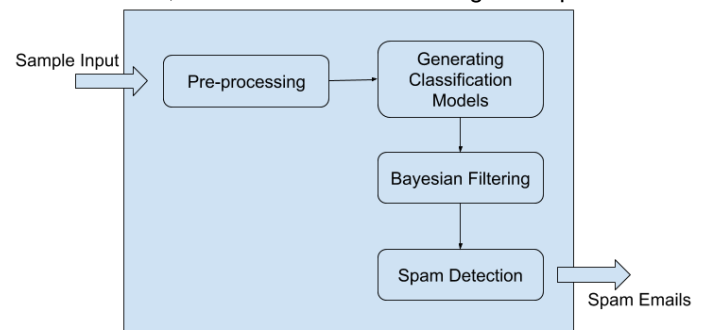 Sample Input
Pre-processing
Generating
Classification
Models
Bayesian Filtering
Spam Detection
Spam Emails